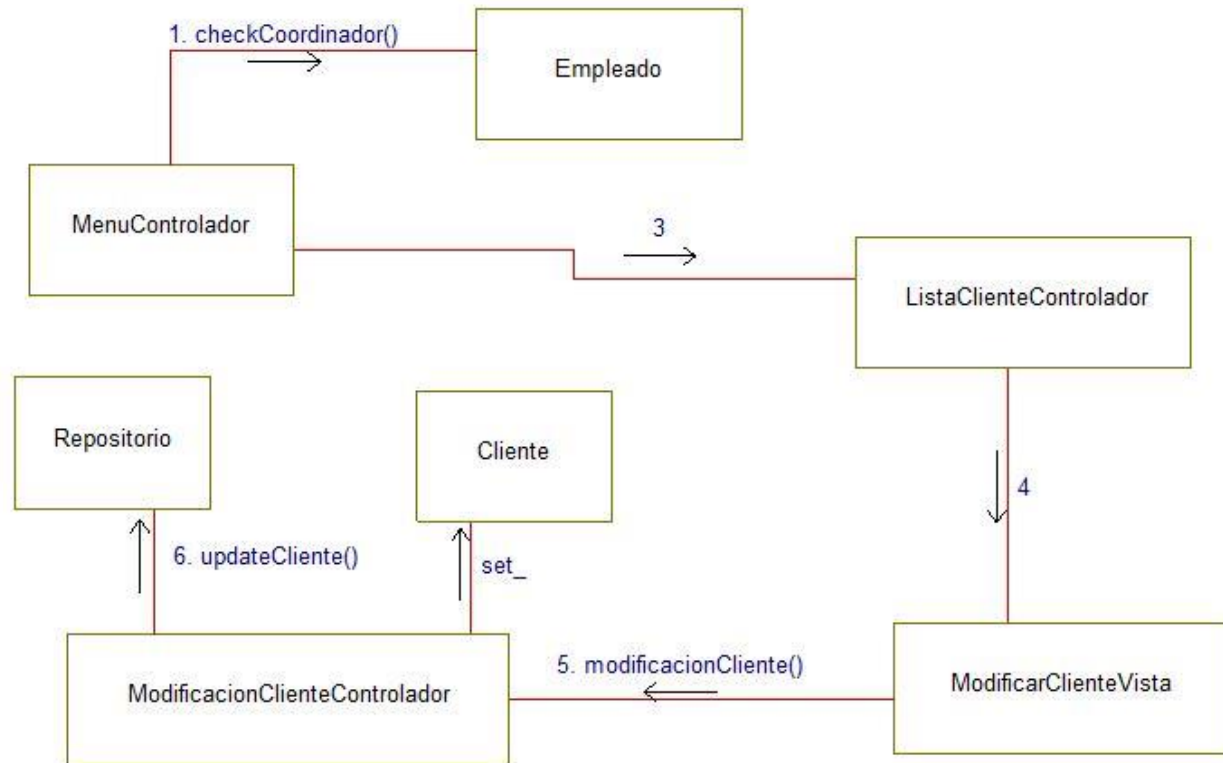 1. checkCoordinador()
Empleado
MenuControlador
3
ListaClienteControlador
Repositorio
Cliente
4
6. updateCliente()
set_
5. modificacionCliente()
ModificacionClienteControlador
ModificarClienteVista